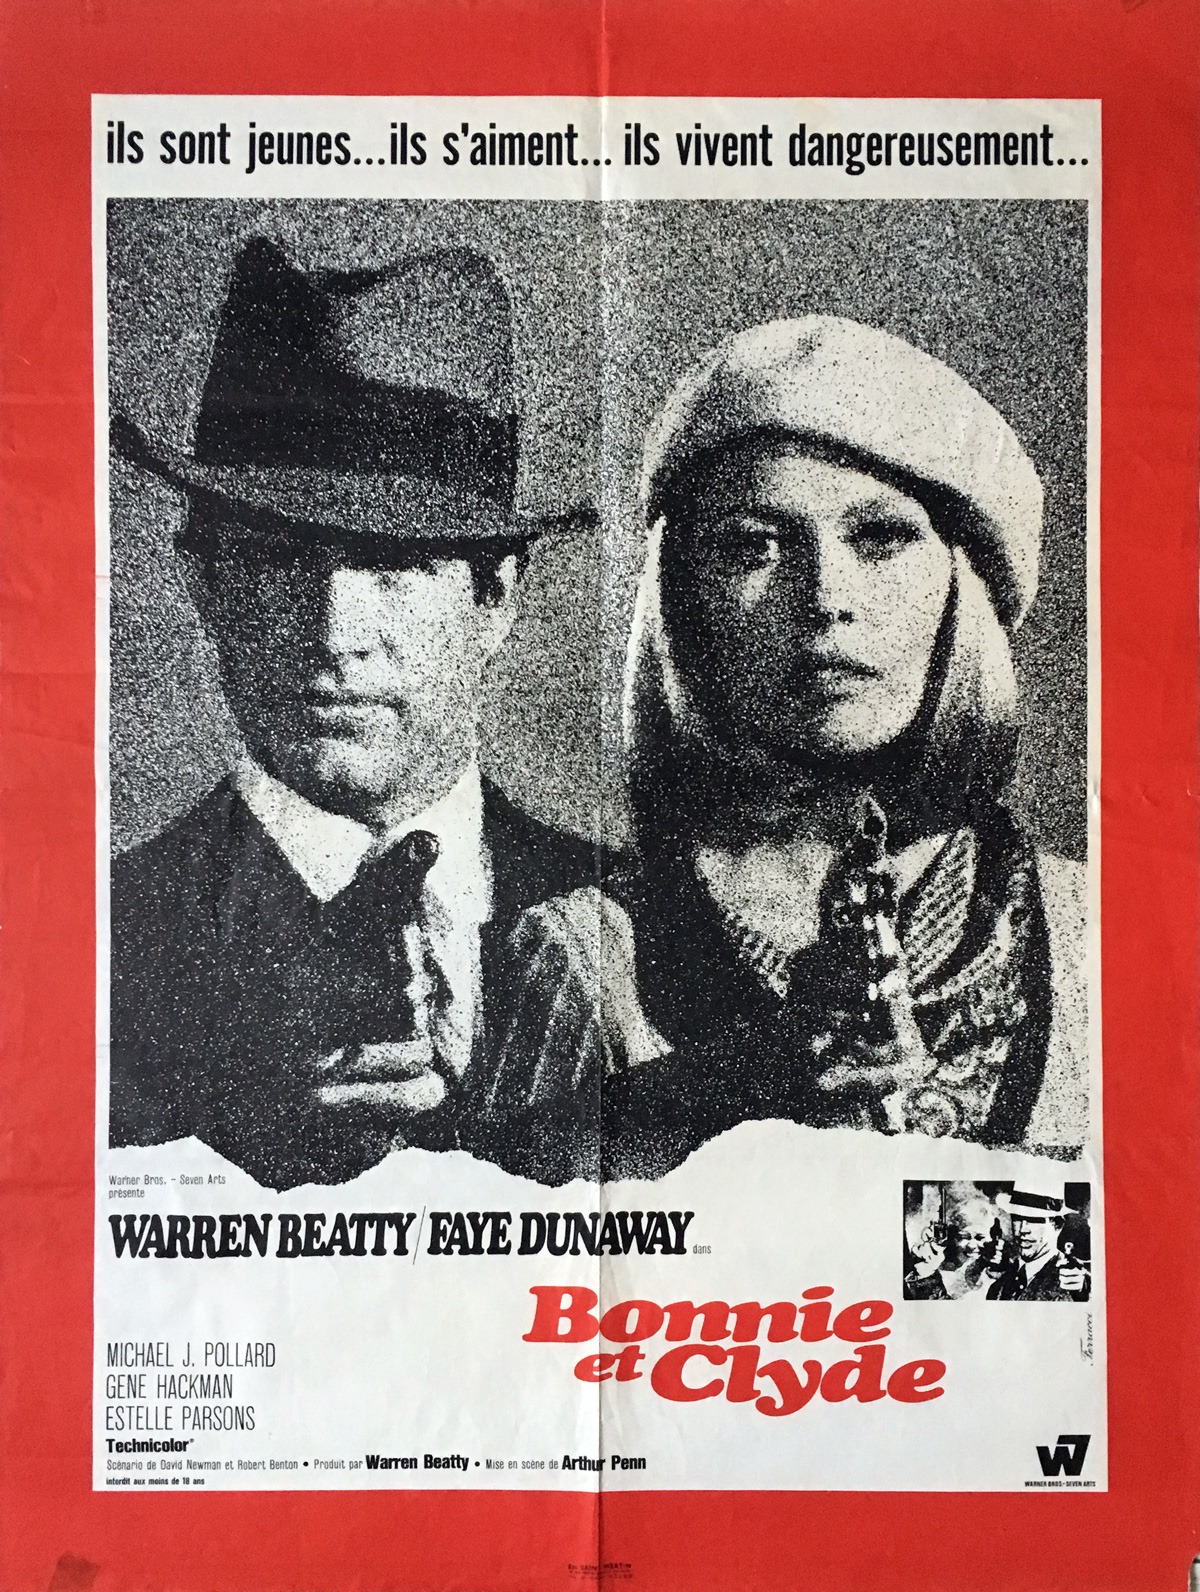 ils sont jeunes...ils s'aiment... ils vivent dangereusement...
Warner Bros. – Seven Arts
présente
WARREN BEATTY/FAYE DUNAWAY dans
Bonnie
et Clyde
Ferracci
MICHAEL J. POLLARD
GENE HACKMAN
ESTELLE PARSONS
Technicolor®
Scénario de David Newman et Robert Benton • Produit par Warren Beatty • Mise en scène de Arthur Penn
interdit aux moins de 18 ans
W7
WARNER BROS.-SEVEN ARTS